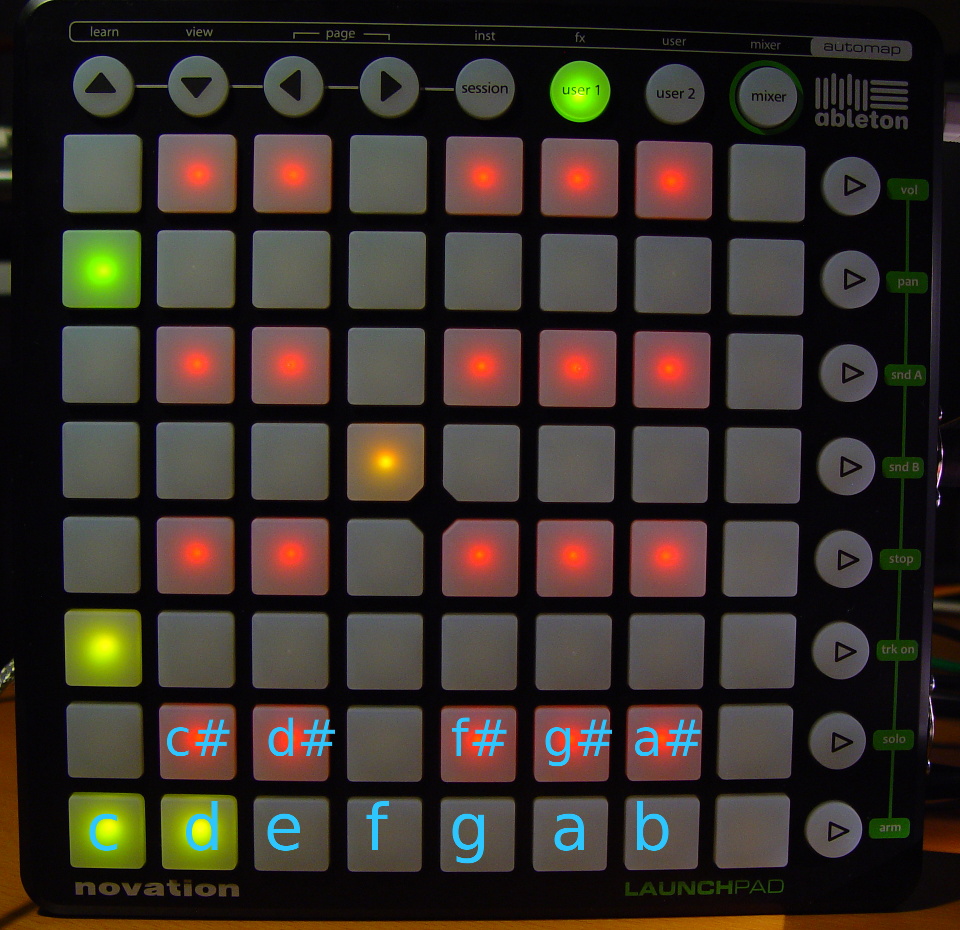 learn view page inst fx user mixer automap
session user 1 user 2 mixer
ableton
vol
pan
snd A
snd B
stop
trk on
c# d# f# g# a# solo
c d e f g a b arm
novation LAUNCHPAD